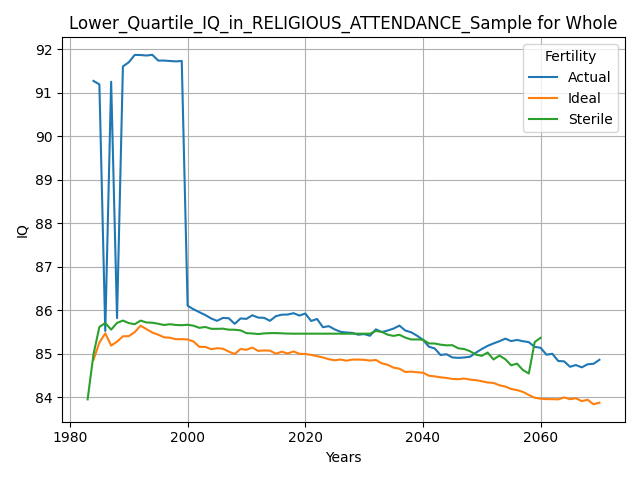 Lower_Quartile_IQ_in_RELIGIOUS_ATTENDANCE_Sample for Whole
Fertility
Actual
Ideal
Sterile
92
91
90
89
88
87
86
85
84
IQ
1980
2000
2020
2040
2060
Years